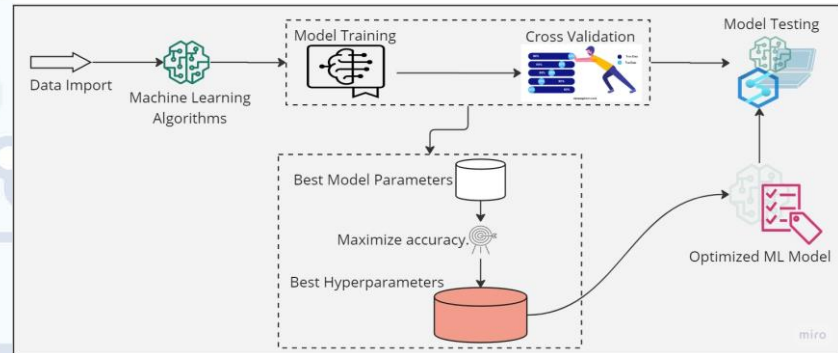 Data Import
Machine Learning
Algorithms
Model Training
Cross Validation
Model Testing
Best Model Parameters
Maximize accuracy.
Best Hyperparameters
Optimized ML Model
miro